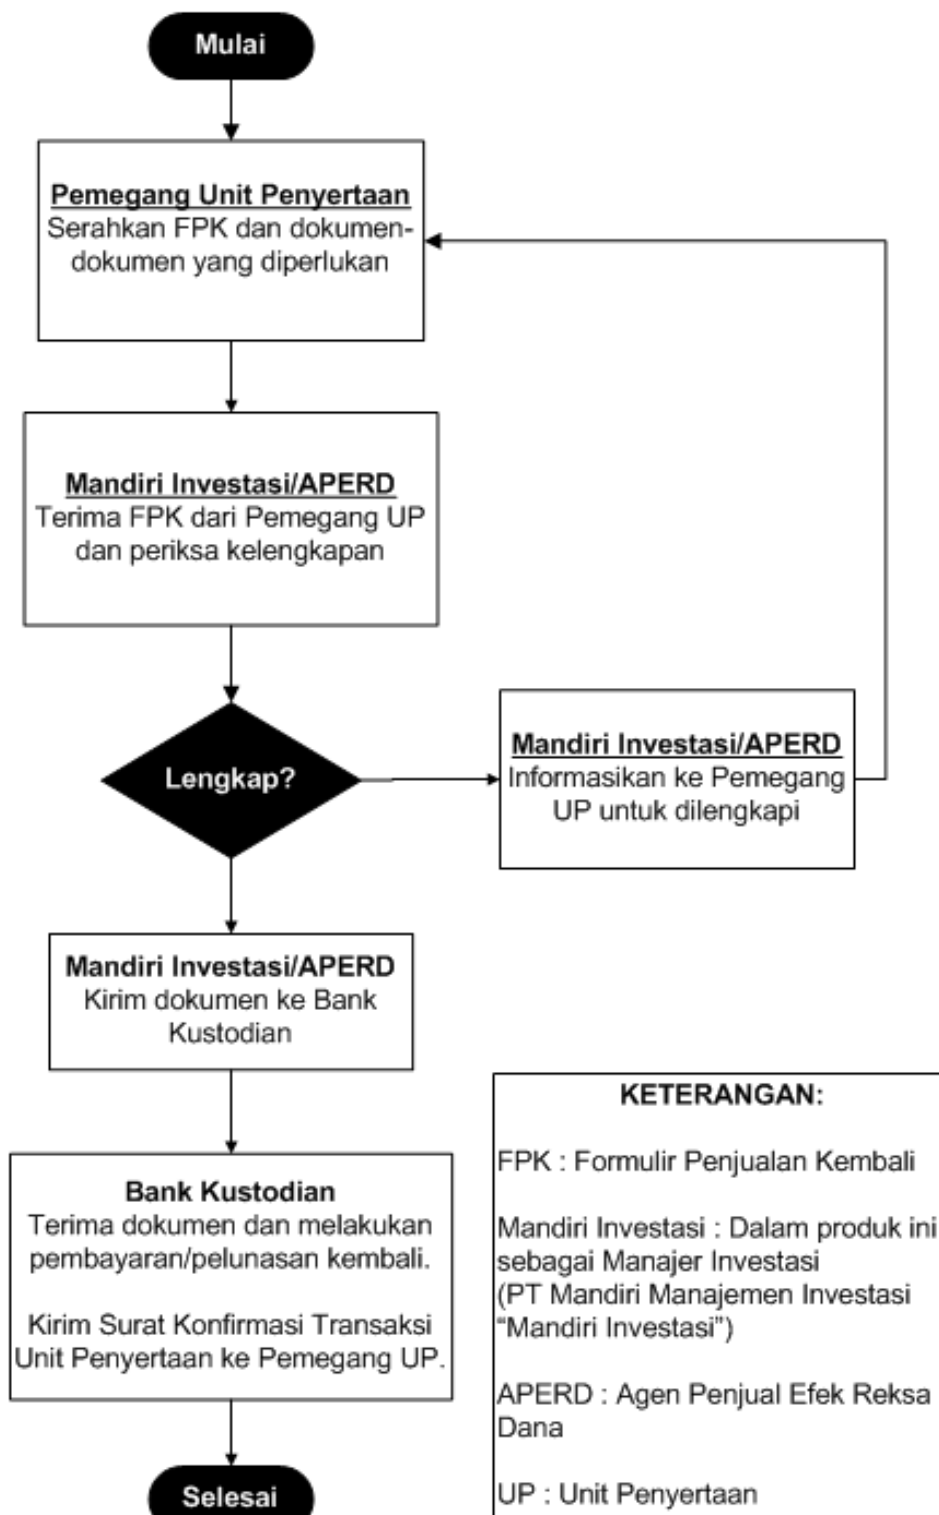 Mulai
Pemegang Unit Penyertaan
Serahkan FPK dan dokumen-
dokumen yang diperlukan
Mandiri Investasi/APERD
Terima FPK dari Pemegang UP
dan periksa kelengkapan
Lengkap?
Mandiri Investasi/APERD
Informasikan ke Pemegang
UP untuk dilengkapi
Mandiri Investasi/APERD
Kirim dokumen ke Bank
Kustodian
Bank Kustodian
Terima dokumen dan melakukan
pembayaran/pelunasan kembali.
Kirim Surat Konfirmasi Transaksi
Unit Penyertaan ke Pemegang UP.
Selesai
KETERANGAN:
FPK : Formulir Penjualan Kembali
Mandiri Investasi : Dalam produk ini
sebagai Manajer Investasi
(PT Mandiri Manajemen Investasi
“Mandiri Investasi”)
APERD : Agen Penjual Efek Reksa
Dana
UP : Unit Penyertaan